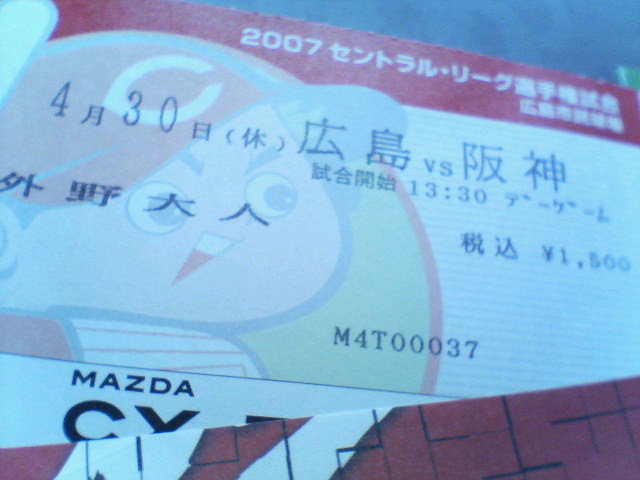 2007 セントラル・リーグ選手権試合
広島市民球場
4月30日(休) 広島 vs 阪神
試合開始 13:30 デーゲーム
外野大人
税込 ¥1,500
M4T00037
MAZDA